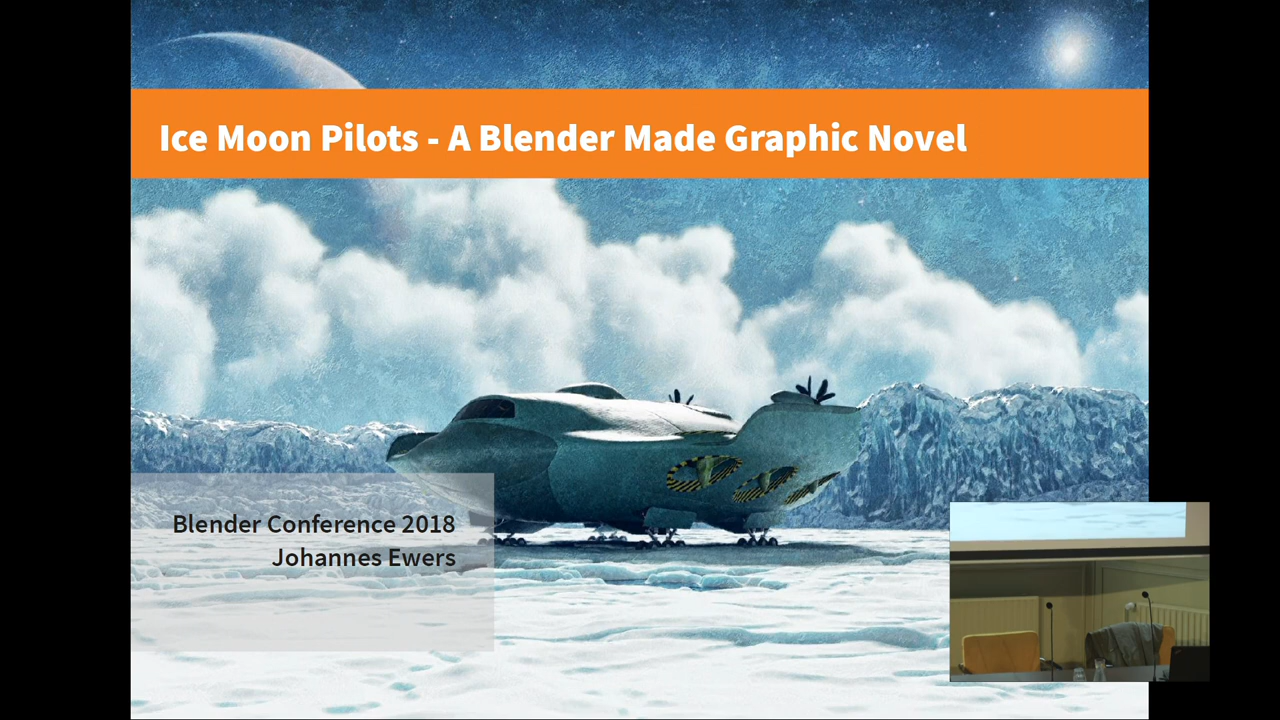 Ice Moon Pilots - A Blender Made Graphic Novel
Blender Conference 2018
Johannes Ewers